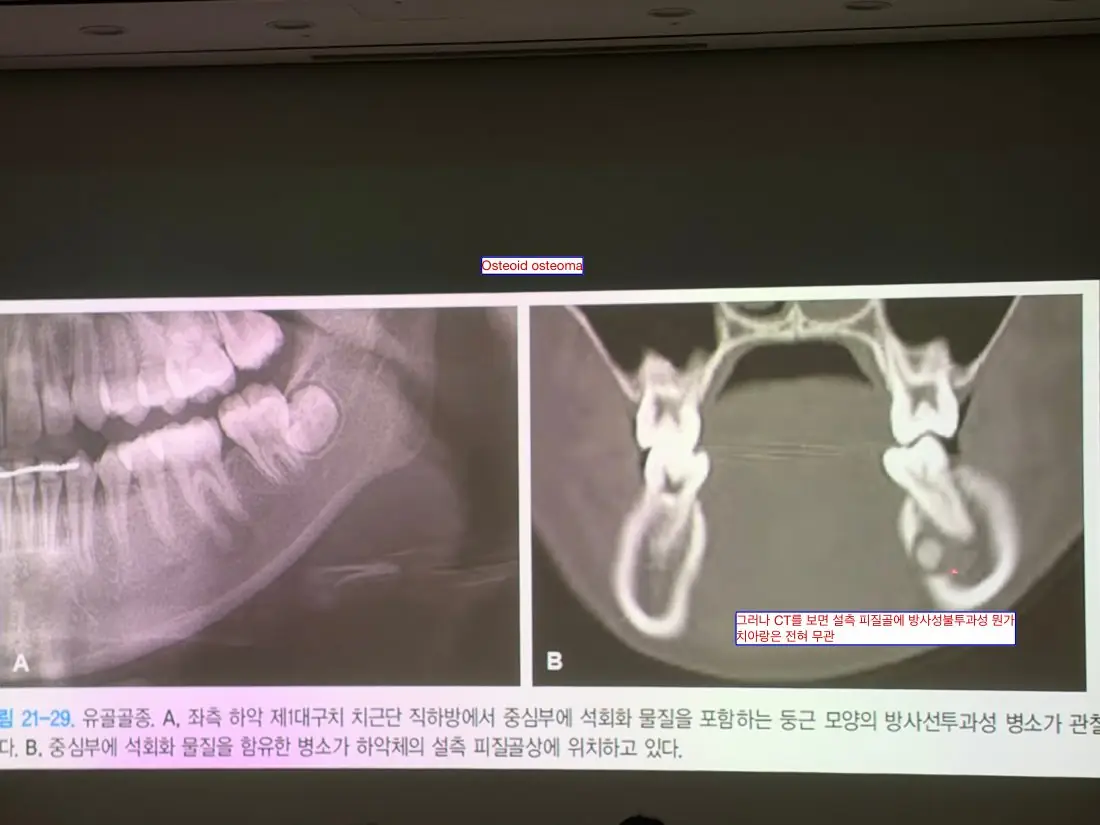 Osteoid osteoma
A
B
그러나 CT를 보면 설측 피질골에 방사성불투과성 뭔가
치아랑은 전혀 무관
림 21-29. 유골골종. A, 좌측 하악 제1대구치 치근단 직하방에서 중심부에 석회화 물질을 포함하는 둥근 모양의 방사선투과성 병소가 관찰
다. B, 중심부에 석회화 물질을 함유한 병소가 하악체의 설측 피질골상에 위치하고 있다.